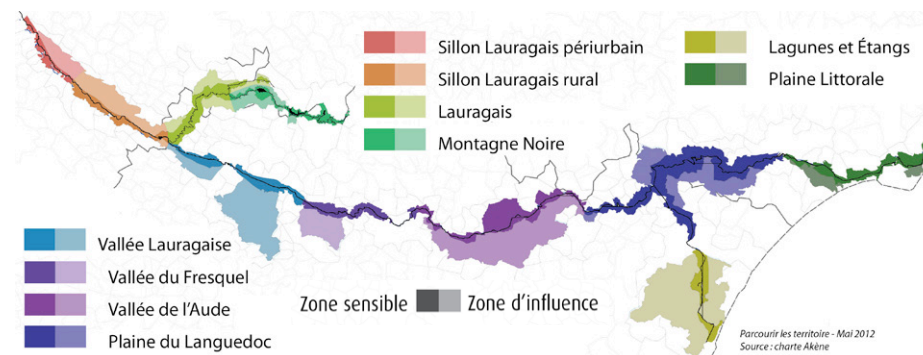 Sillon Lauragais périurbain
Sillon Lauragais rural
Lauragais
Montagne Noire
Lagunes et Étangs
Plaine Littorale
Vallée Lauragaise
Vallée du Fresquel
Vallée de l'Aude
Plaine du Languedoc
Zone sensible
Zone d'influence
Parcourir les territoire - Mai 2012
Source : charte Akène